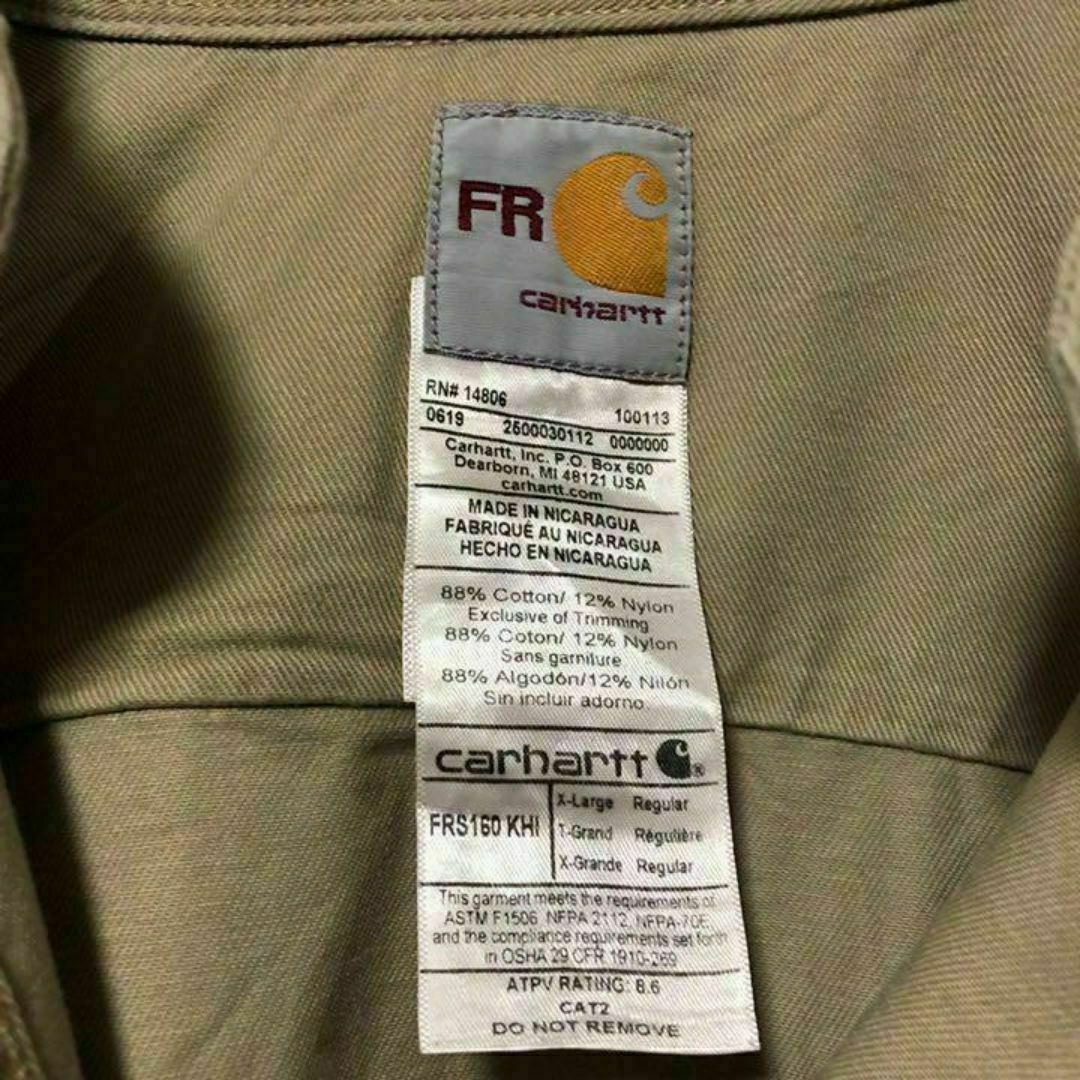 FR
carhartt
RN# 14806 100113
0619 2500030112 0000000
Carhartt, Inc. P.O. Box 600
Dearborn, MI 48121 USA
carhartt.com
MADE IN NICARAGUA
FABRIQUÉ AU NICARAGUA
HECHO EN NICARAGUA
88% Cotton/ 12% Nylon
Exclusive of Trimming
88% Coton/ 12% Nylon
Sans garniture
88% Algodón/12% Nilón
Sin incluir adorno
carhartt ®
FRS160 KHI
X-Large Regular
T-Grand Régulière
X-Grande Regular
This garment meets the requirements of
ASTM F1506, NFPA 2112, NFPA-70E
and the compliance requirements set forth
in OSHA 29 CFR 1910-269
ATPV RATING: 8.6
CAT2
DO NOT REMOVE